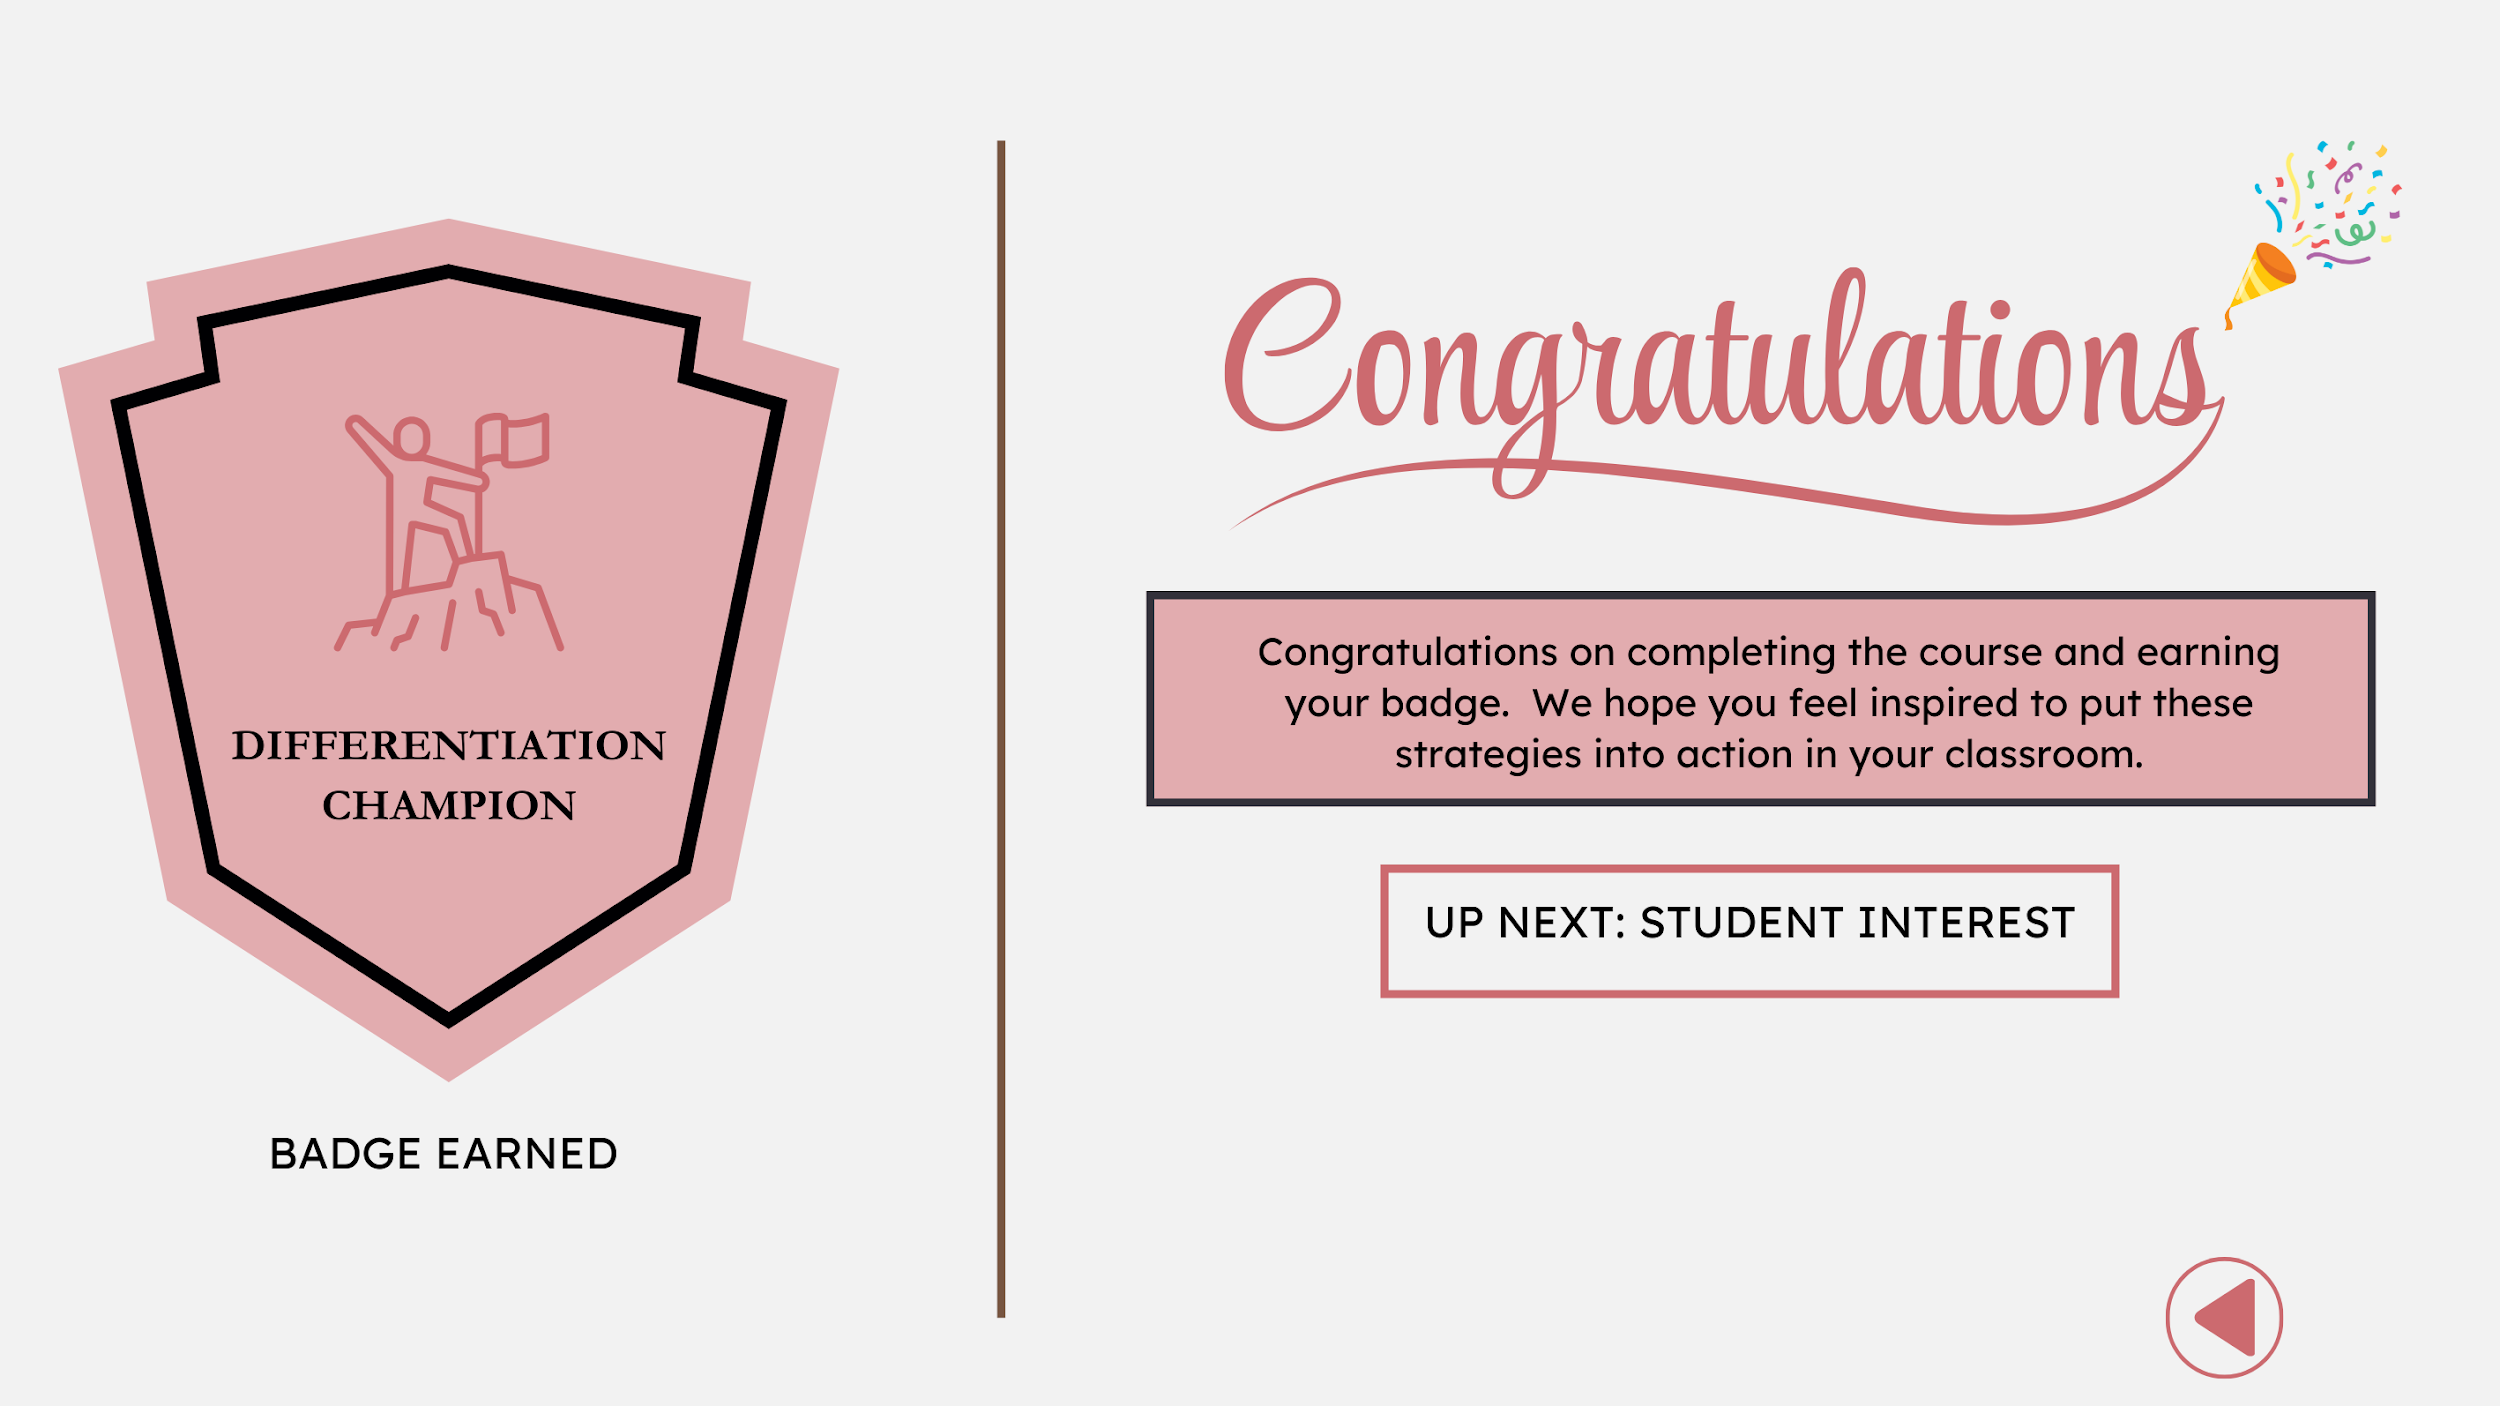 DIFFERENTIATION
CHAMPION
BADGE EARNED
Congratulations
Congratulations on completing the course and earning
your badge.  We hope you feel inspired to put these
strategies into action in your classroom.
UP NEXT: STUDENT INTEREST